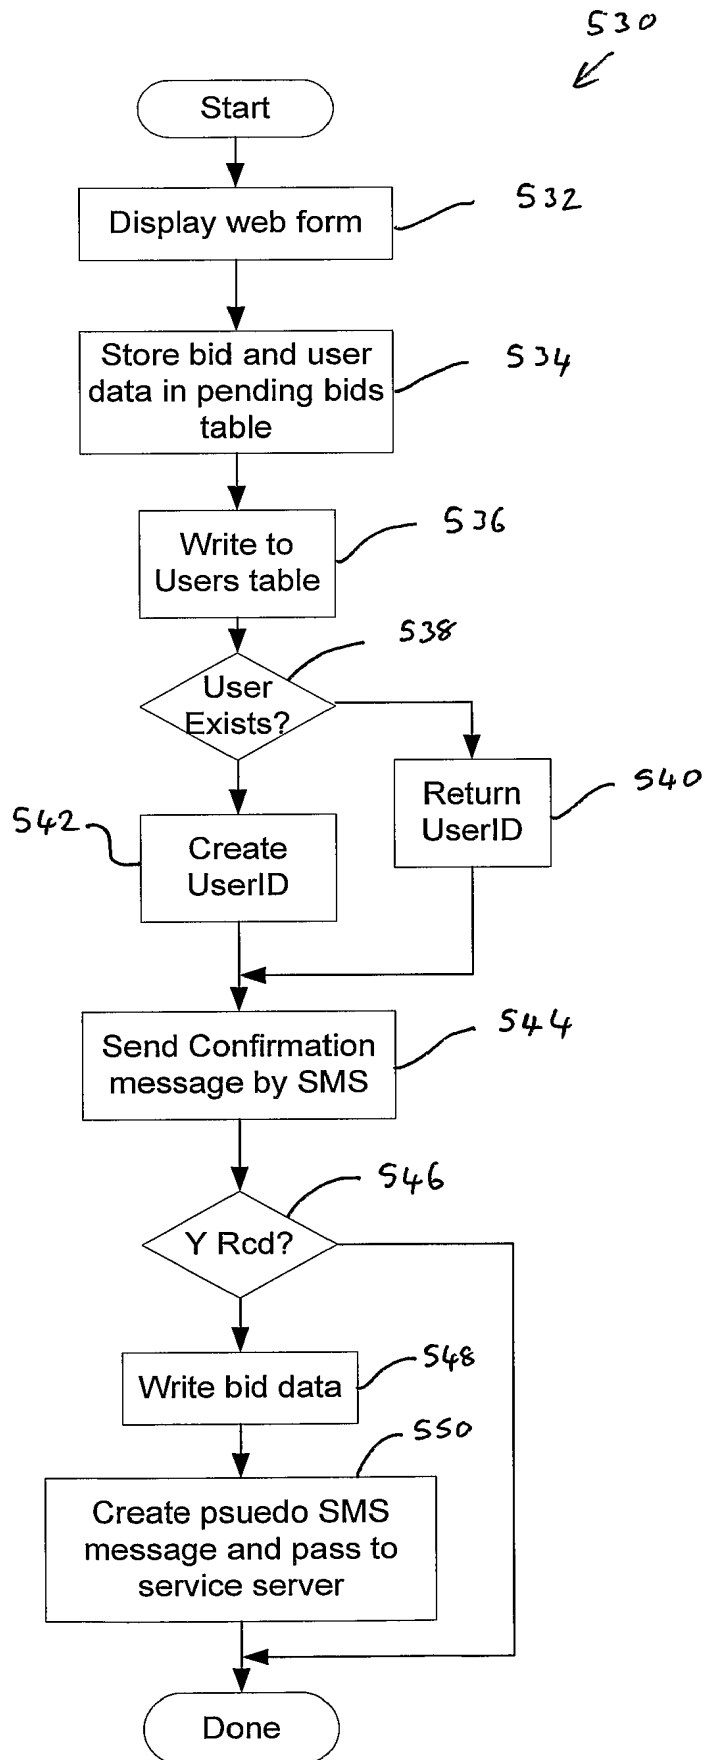 530
Start
Display web form
532
Store bid and user
data in pending bids
table
534
Write to
Users table
536
User
Exists?
538
Return
UserID
540
542
Create
UserID
Send Confirmation
message by SMS
544
Y Rcd?
546
Write bid data
548
550
Create psuedo SMS
message and pass to
service server
Done